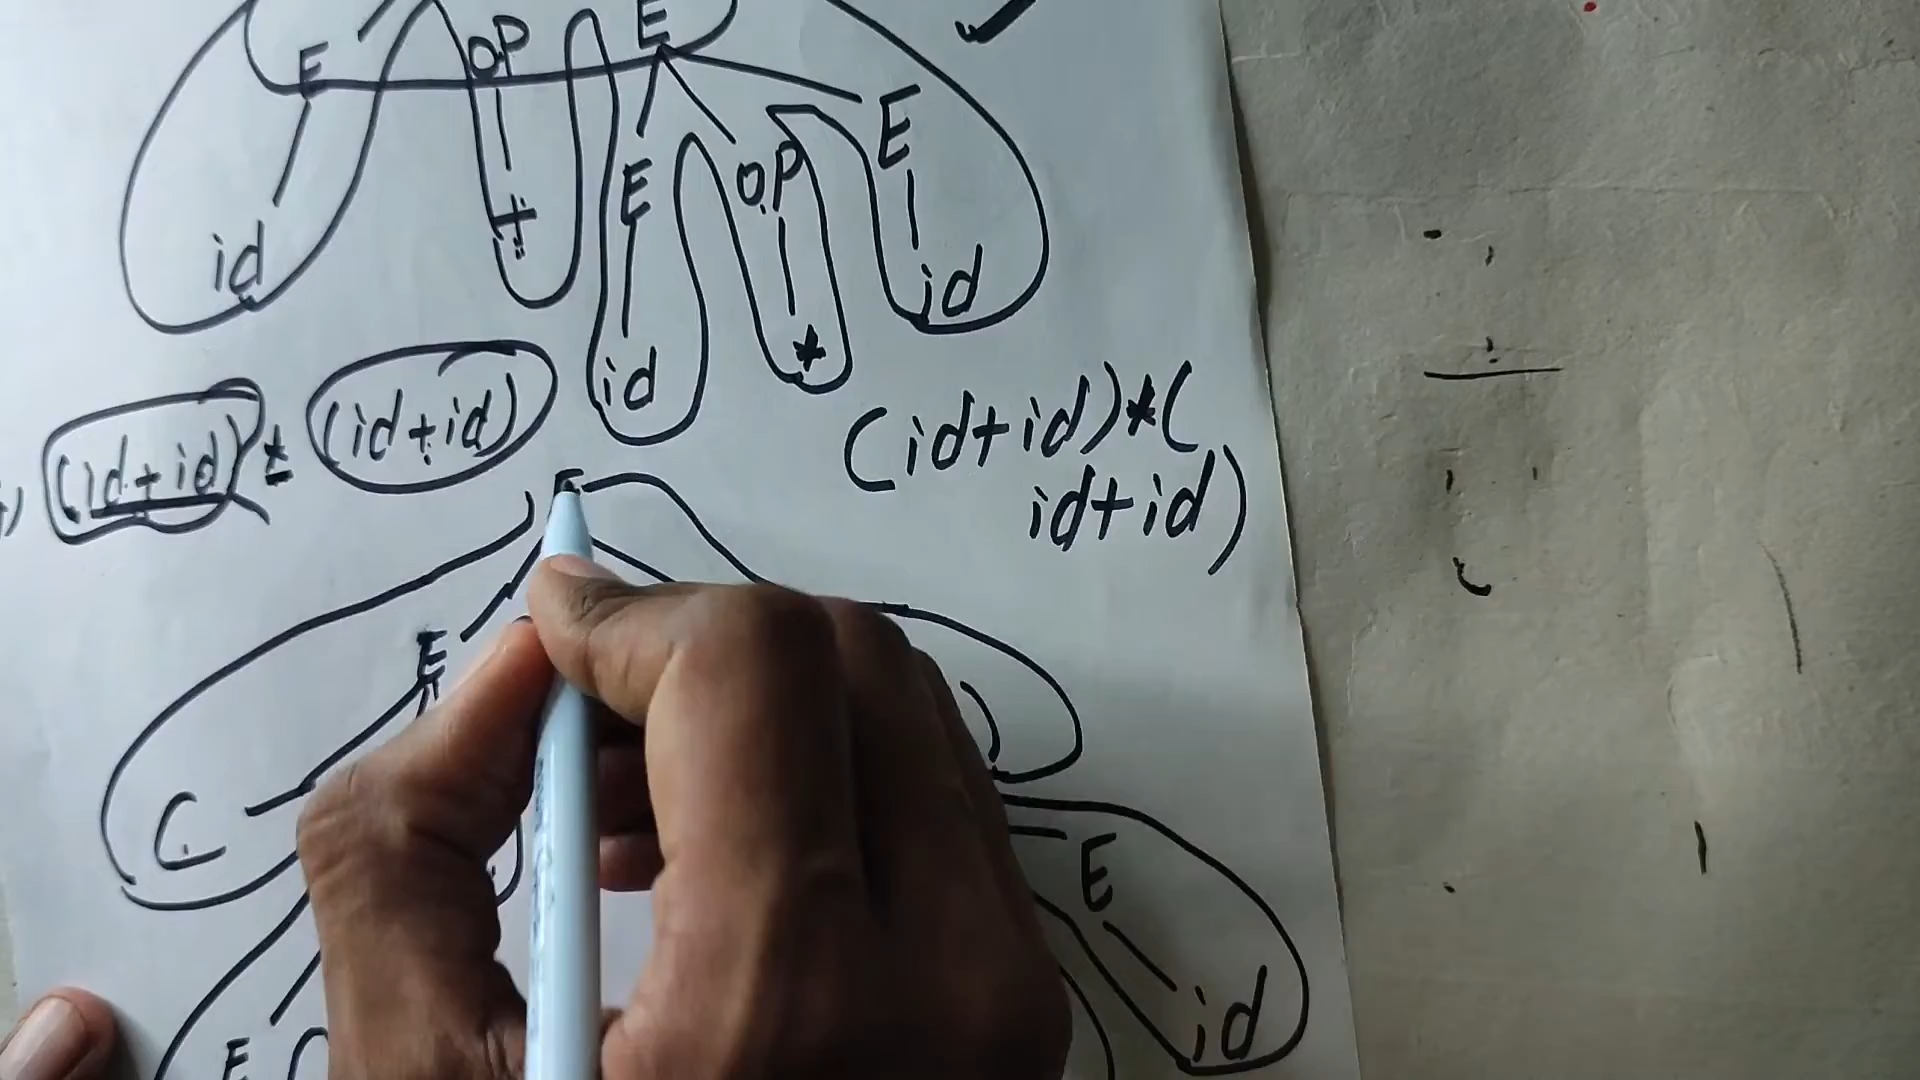 E OP E
E OP E
id +
id * id
(id+id) * (id+id)
(id+id)*(
id+id)
E
E
(
)
E
E id